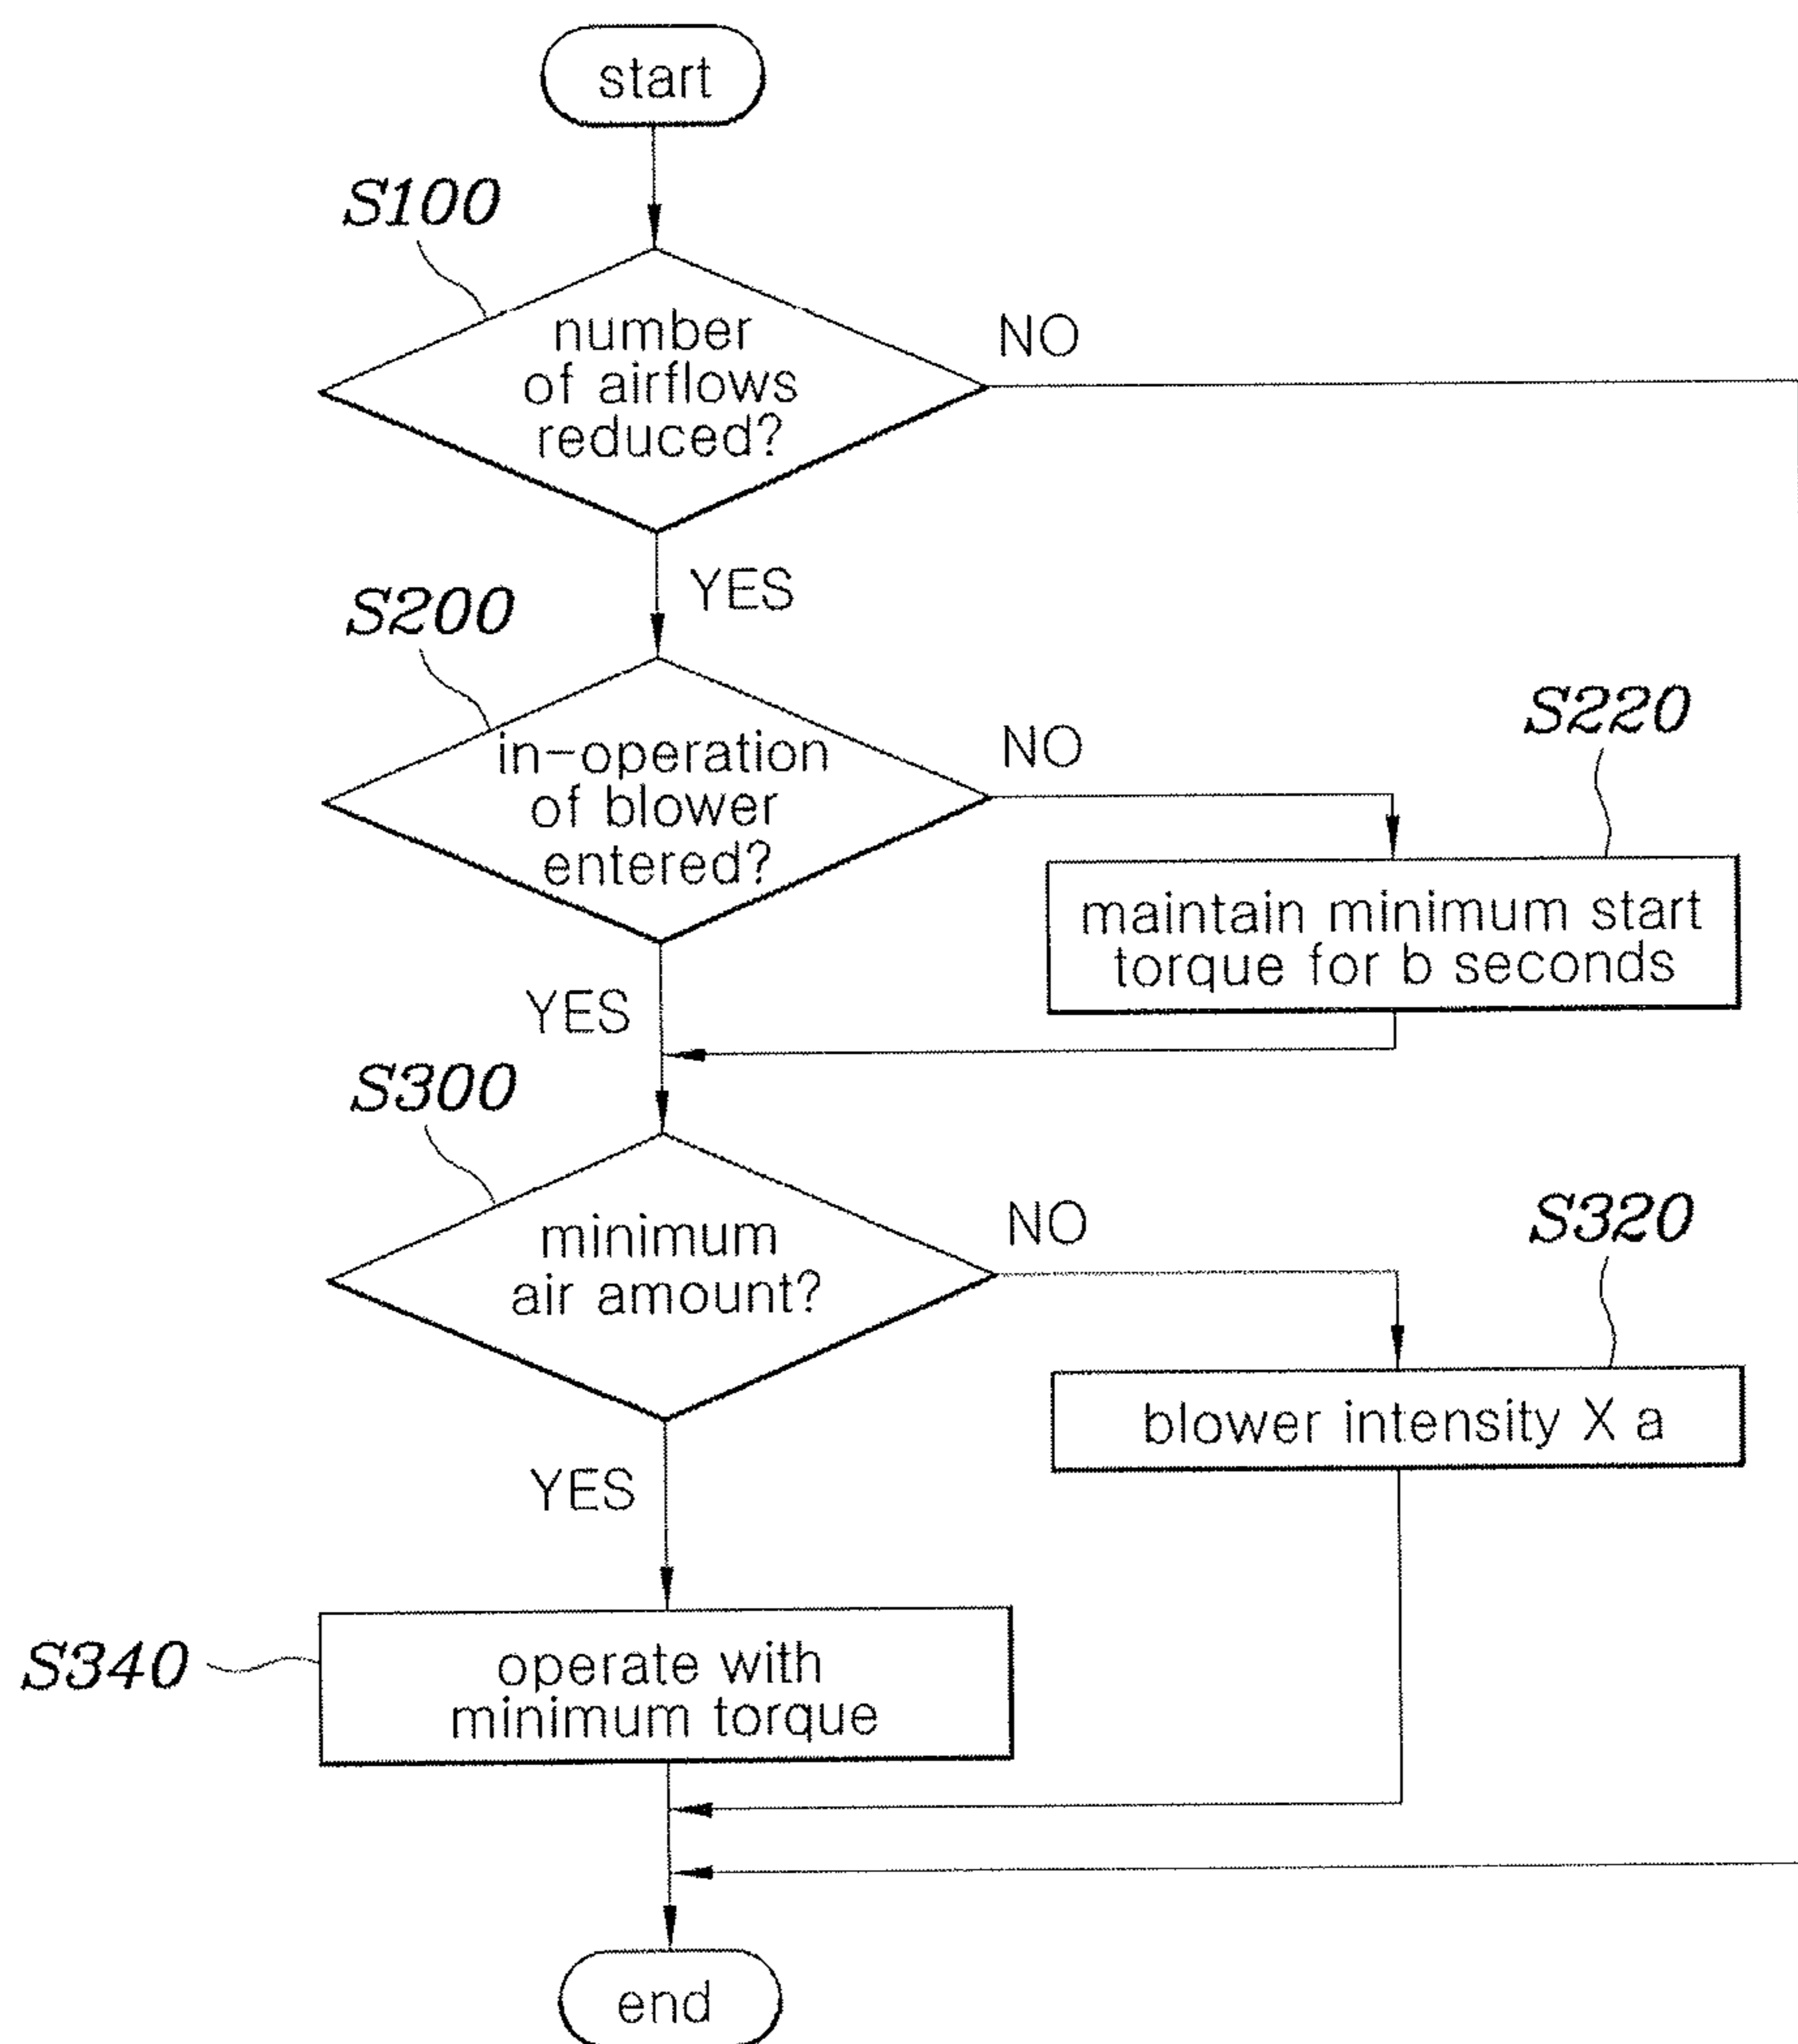 start
S100
number
of airflows
reduced?
NO
YES
S200
in-operation
of blower
entered?
NO
S220
maintain minimum start
torque for b seconds
YES
S300
minimum
air amount?
NO
S320
blower intensity X a
YES
S340
operate with
minimum torque
end